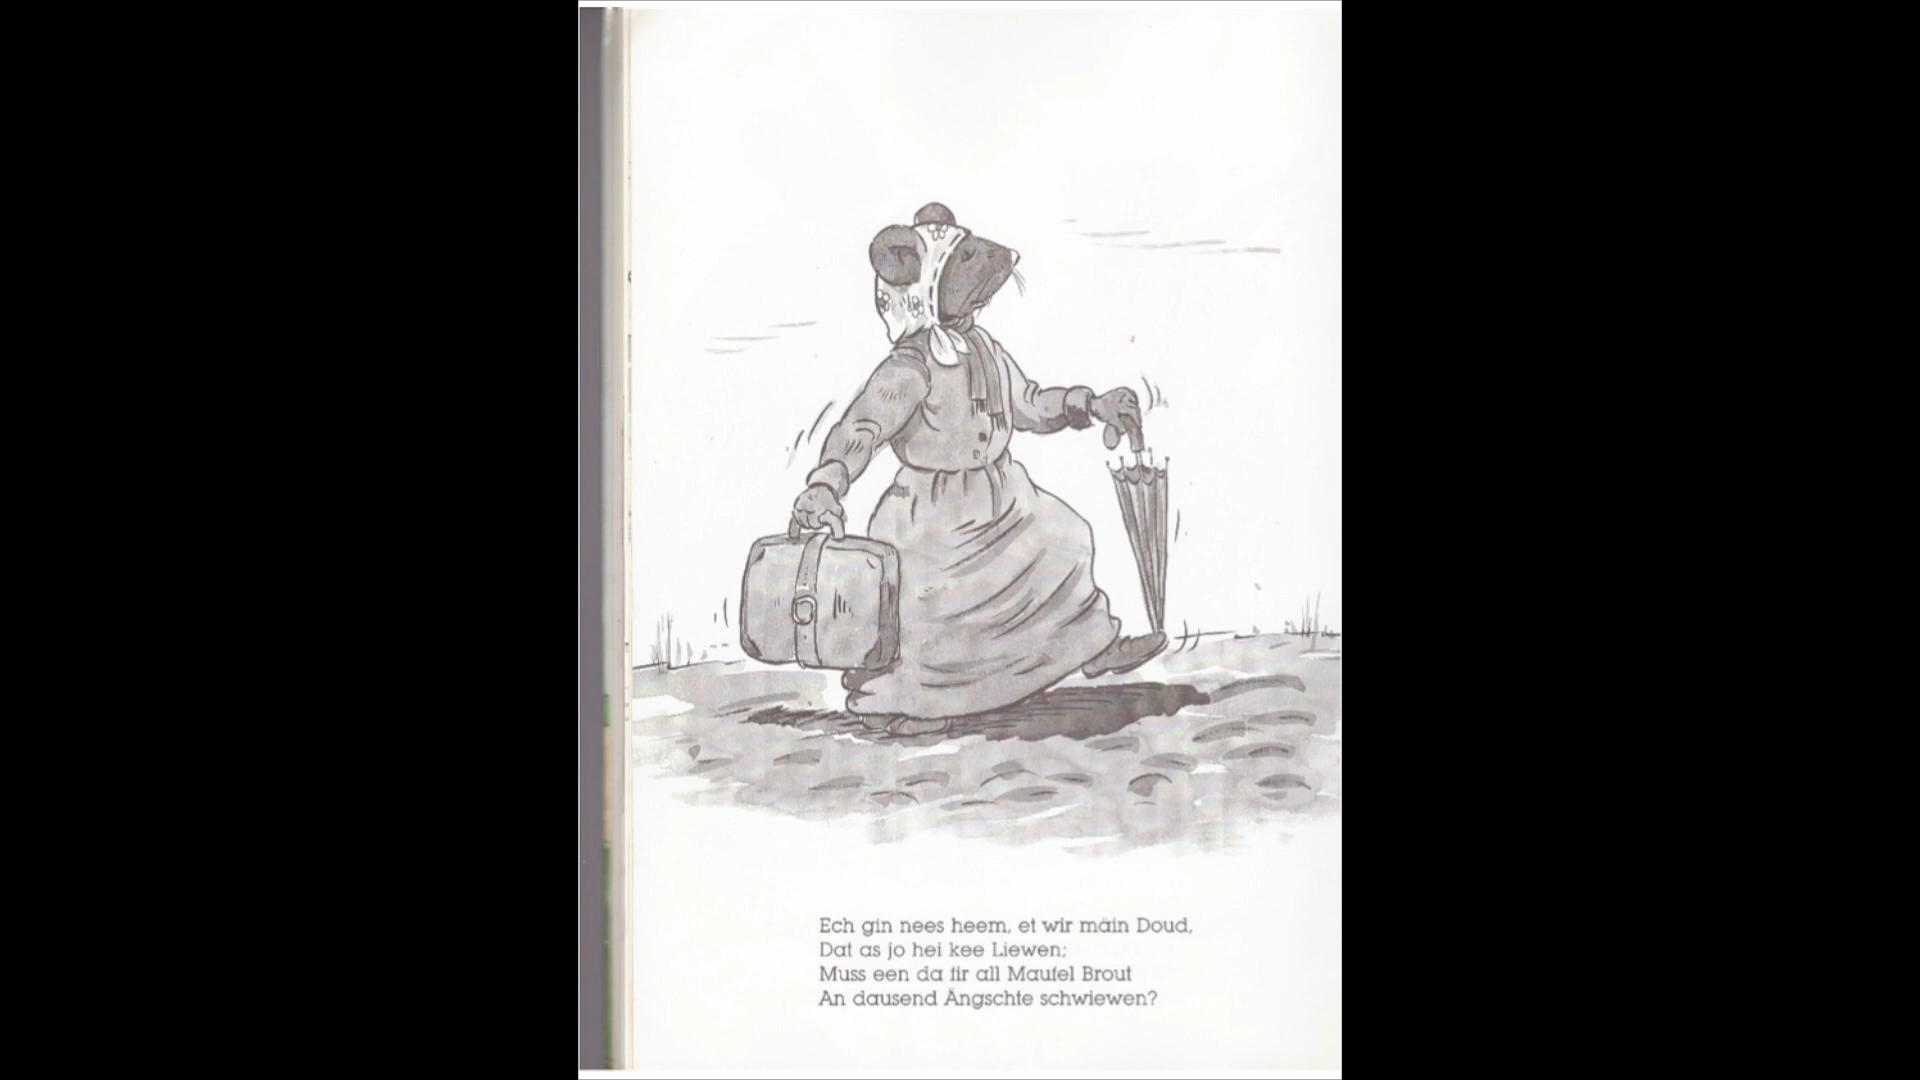 Ech gin nees heem, et wir mäin Doud,
Dat as jo hei kee Liewen;
Muss een da fir all Maufel Brout
An dausend Ängschte schwiewen?